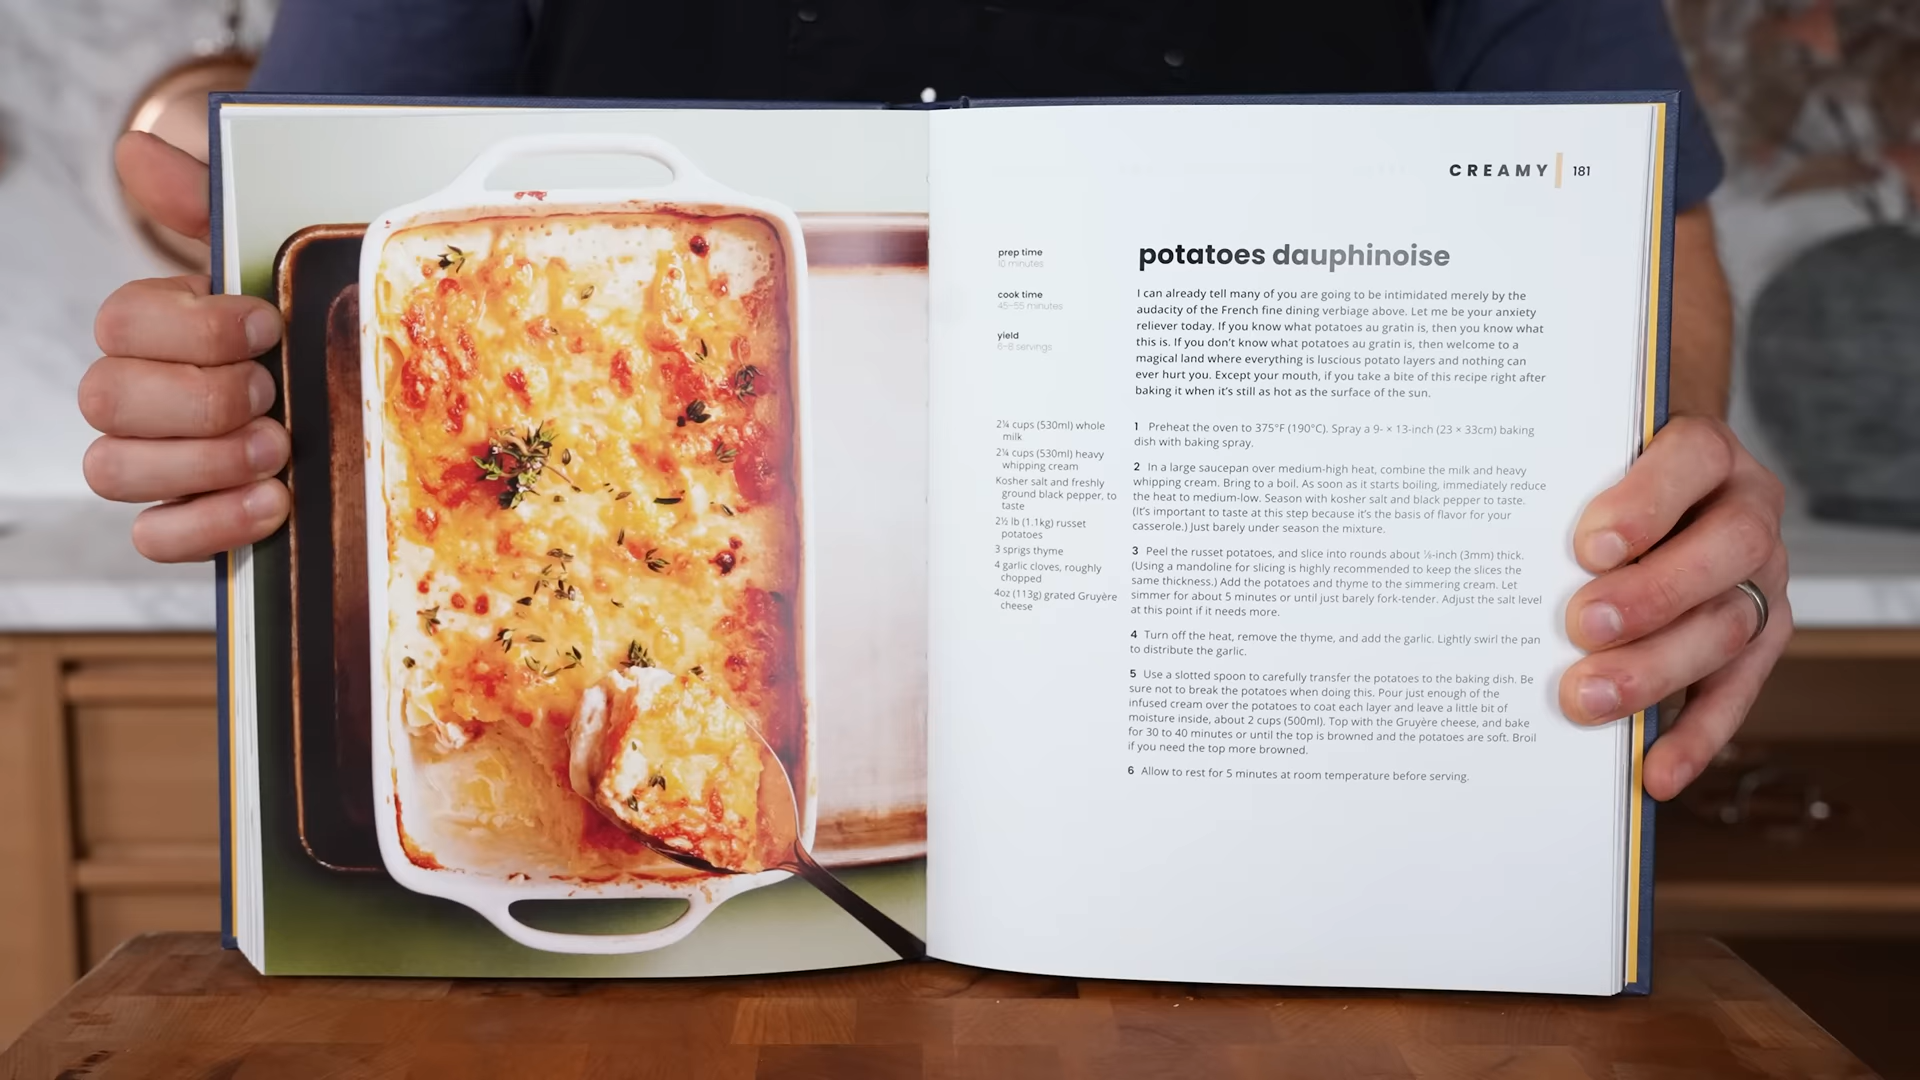 CREAMY 181
potatoes dauphinoise
prep time
10 minutes
cook time
45–55 minutes
yield
6–8 servings
I can already tell many of you are going to be intimidated merely by the
audacity of the French fine dining verbiage above. Let me be your anxiety
reliever today. If you know what potatoes au gratin is, then you know what
this is. If you don't know what potatoes au gratin is, then welcome to a
magical land where everything is luscious potato layers and nothing can
ever hurt you. Except your mouth, if you take a bite of this recipe right after
baking it when it's still as hot as the surface of the sun.
2¼ cups (530ml) whole
milk
2¼ cups (530ml) heavy
whipping cream
Kosher salt and freshly
ground black pepper, to
taste
2½ lb (1.1kg) russet
potatoes
3 sprigs thyme
4 garlic cloves, roughly
chopped
4oz (113g) grated Gruyère
cheese
1 Preheat the oven to 375°F (190°C). Spray a 9- × 13-inch (23 × 33cm) baking
dish with baking spray.
2 In a large saucepan over medium-high heat, combine the milk and heavy
whipping cream. Bring to a boil. As soon as it starts boiling, immediately reduce
the heat to medium-low. Season with kosher salt and black pepper to taste.
(It's important to taste at this step because it's the basis of flavor for your
casserole.) Just barely under season the mixture.
3 Peel the russet potatoes, and slice into rounds about ⅛-inch (3mm) thick.
(Using a mandoline for slicing is highly recommended to keep the slices the
same thickness.) Add the potatoes and thyme to the simmering cream. Let
simmer for about 5 minutes or until just barely fork-tender. Adjust the salt level
at this point if it needs more.
4 Turn off the heat, remove the thyme, and add the garlic. Lightly swirl the pan
to distribute the garlic.
5 Use a slotted spoon to carefully transfer the potatoes to the baking dish. Be
sure not to break the potatoes when doing this. Pour just enough of the
infused cream over the potatoes to coat each layer and leave a little bit of
moisture inside, about 2 cups (500ml). Top with the Gruyère cheese, and bake
for 30 to 40 minutes or until the top is browned and the potatoes are soft. Broil
if you need the top more browned.
6 Allow to rest for 5 minutes at room temperature before serving.